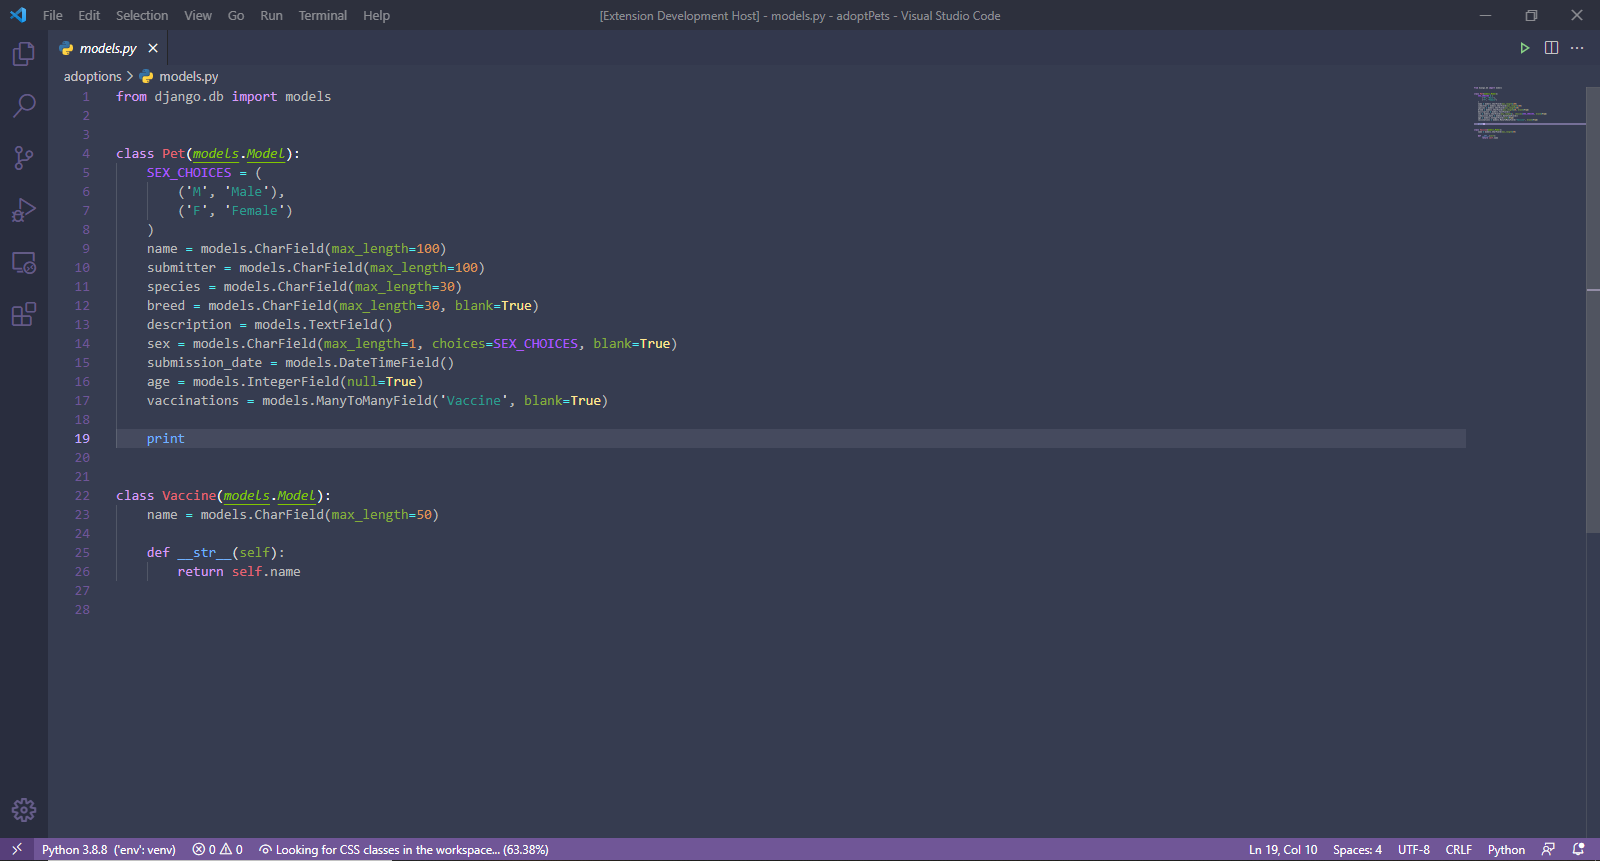 File Edit Selection View Go Run Terminal Help [Extension Development Host] - models.py - adoptPets - Visual Studio Code
models.py
adoptions > models.py
1 from django.db import models
2
3
4 class Pet(models.Model):
5 SEX_CHOICES = (
6 ('M', 'Male'),
7 ('F', 'Female')
8 )
9 name = models.CharField(max_length=100)
10 submitter = models.CharField(max_length=100)
11 species = models.CharField(max_length=30)
12 breed = models.CharField(max_length=30, blank=True)
13 description = models.TextField()
14 sex = models.CharField(max_length=1, choices=SEX_CHOICES, blank=True)
15 submission_date = models.DateTimeField()
16 age = models.IntegerField(null=True)
17 vaccinations = models.ManyToManyField('Vaccine', blank=True)
18
19 print
20
21
22 class Vaccine(models.Model):
23 name = models.CharField(max_length=50)
24
25 def __str__(self):
26 return self.name
27
28
Python 3.8.8 ('env': venv) 0 0 Looking for CSS classes in the workspace... (63.38%) Ln 19, Col 10 Spaces: 4 UTF-8 CRLF Python